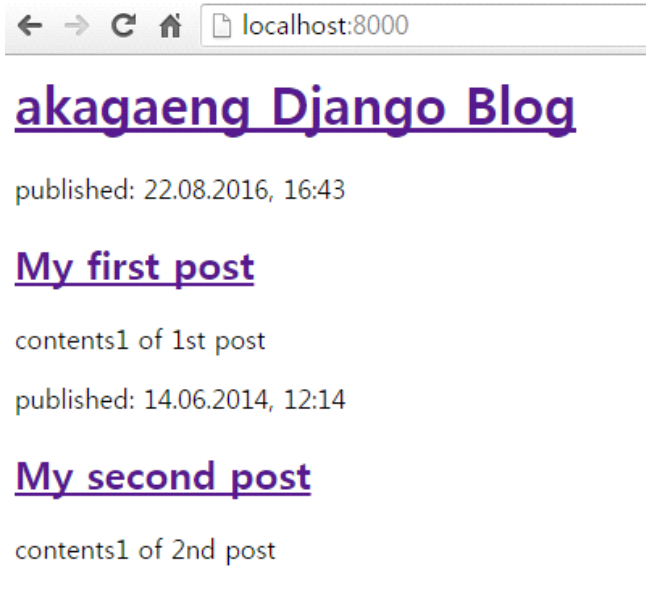 localhost:8000
akagaeng Django Blog
published: 22.08.2016, 16:43
My first post
contents1 of 1st post
published: 14.06.2014, 12:14
My second post
contents1 of 2nd post